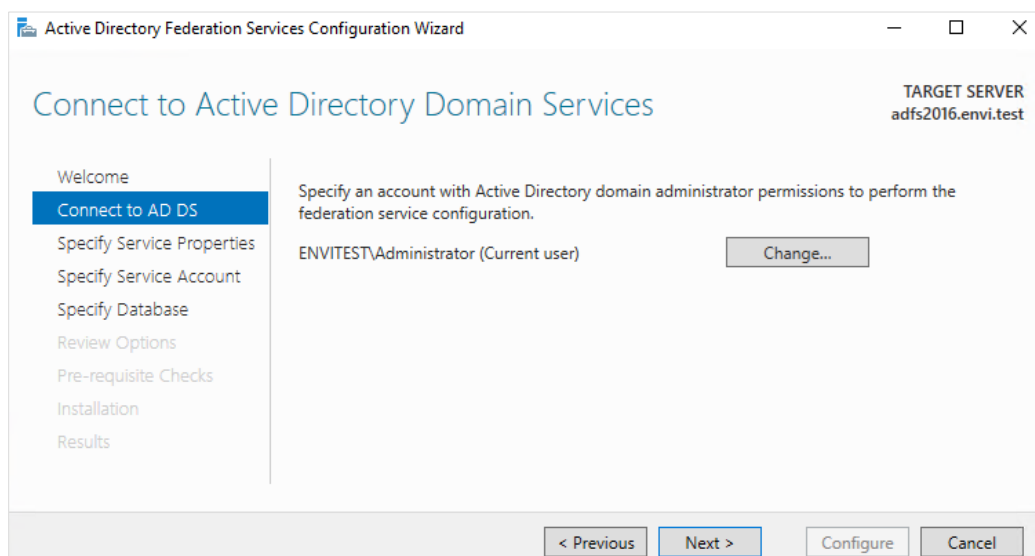 Active Directory Federation Services Configuration Wizard
Connect to Active Directory Domain Services
TARGET SERVER
adfs2016.envi.test
Welcome
Connect to AD DS
Specify Service Properties
Specify Service Account
Specify Database
Review Options
Pre-requisite Checks
Installation
Results
Specify an account with Active Directory domain administrator permissions to perform the
federation service configuration.
ENVITEST\Administrator (Current user)
Change...
< Previous
Next >
Configure
Cancel